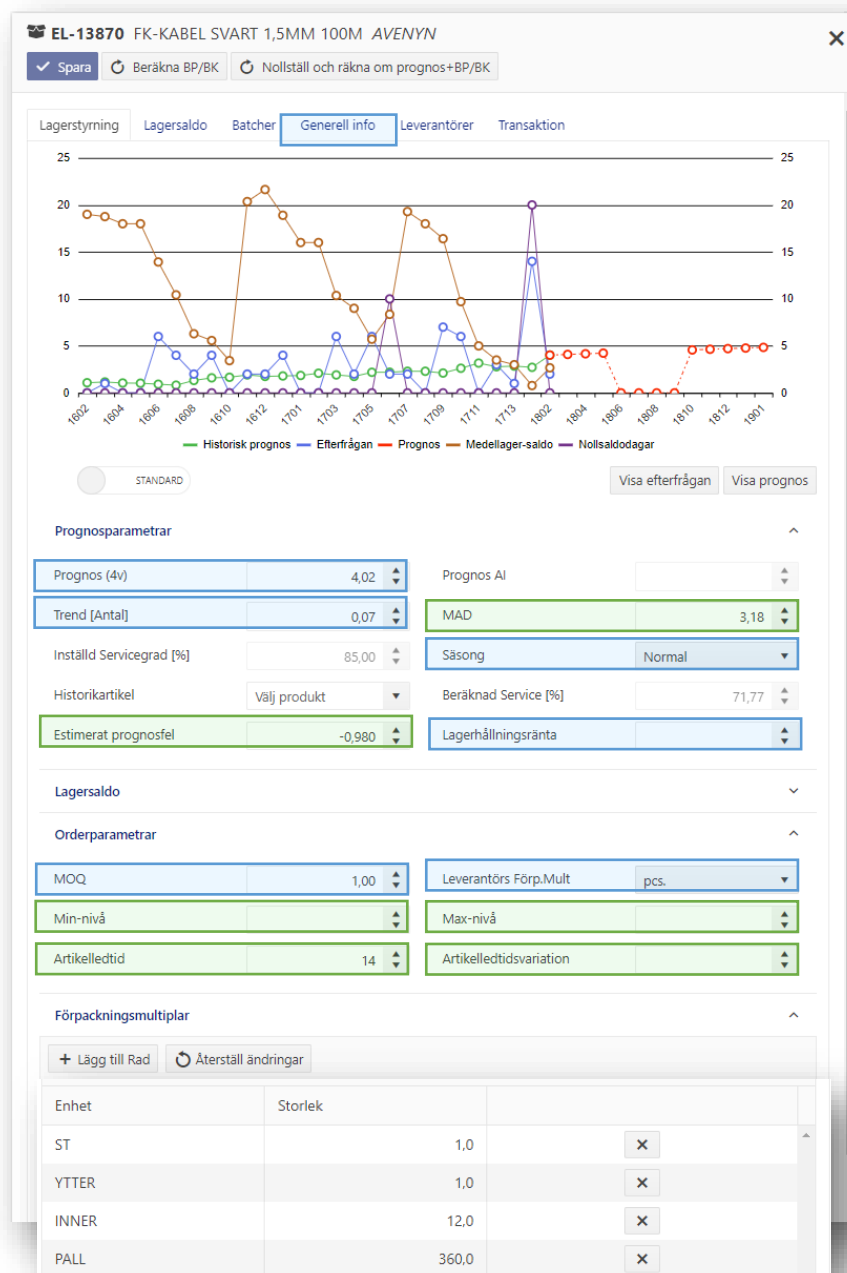 EL-13870 FK-KABEL SVART 1,5MM 100M AVENYN
Spara Beräkna BP/BK Nollställ och räkna om prognos+BP/BK
Lagerstyrning Lagersaldo Batcher Generell info Leverantörer Transaktion
25 25
20 20
15 15
10 10
5 5
0 0
1602 1604 1606 1608 1610 1612 1701 1703 1705 1707 1709 1711 1713 1802 1804 1806 1808 1810 1812 1901
Historisk prognos Efterfrågan Prognos Medellager-saldo Nollsaldodagar
STANDARD Visa efterfrågan Visa prognos
Prognosparametrar
Prognos (4v) 4,02 Prognos AI
Trend [Antal] 0,07 MAD 3,18
Inställd Servicegrad [%] 85,00 Säsong Normal
Historikartikel Välj produkt Beräknad Service [%] 71,77
Estimerat prognosfel -0,980 Lagerhållningsränta
Lagersaldo
Orderparametrar
MOQ 1,00 Leverantörs Förp.Mult pcs.
Min-nivå Max-nivå
Artikelledtid 14 Artikelledtidsvariation
Förpackningsmultiplar
+ Lägg till Rad Återställ ändringar
Enhet Storlek
ST 1,0
YTTER 1,0
INNER 12,0
PALL 360,0